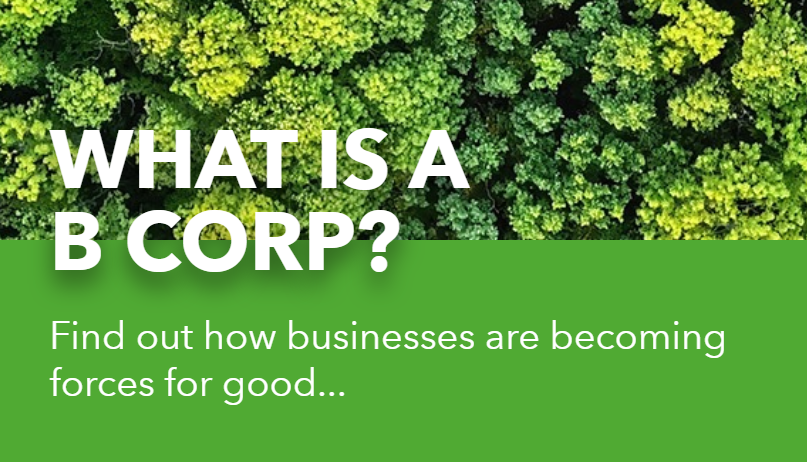 WHAT IS A
B CORP?
Find out how businesses are becoming
forces for good...